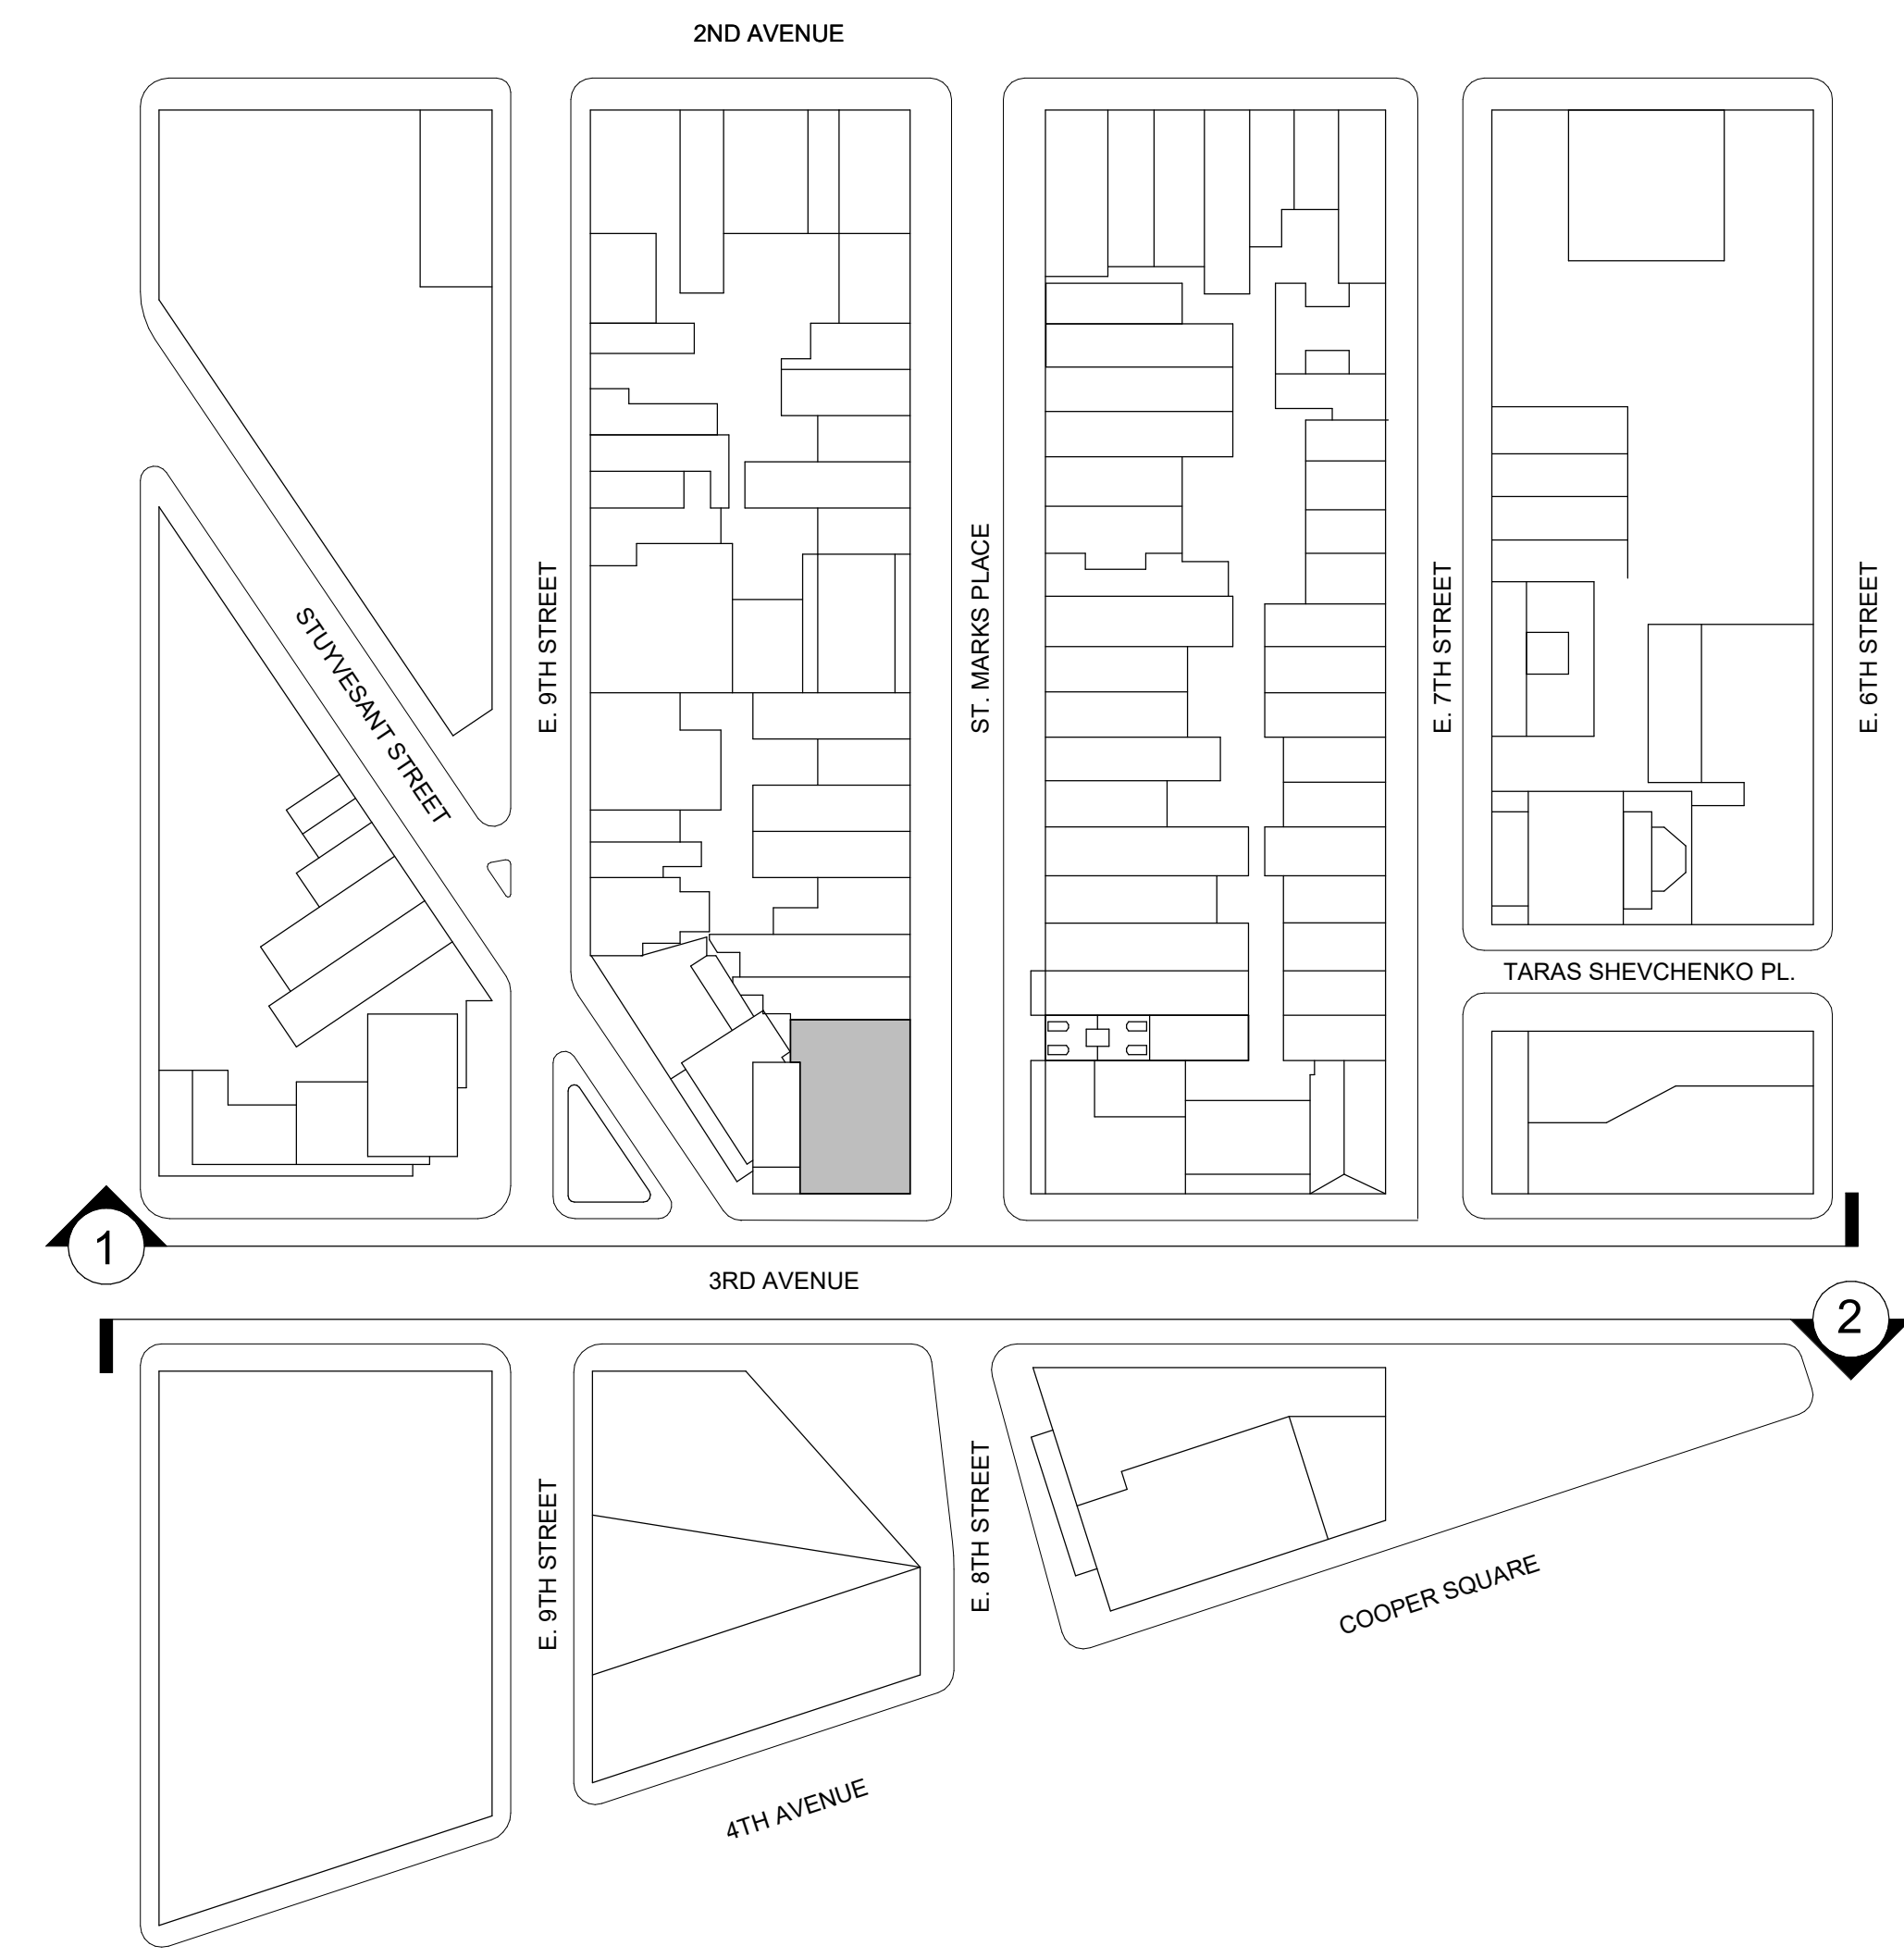 2ND AVENUE
STUYVESANT STREET
E. 9TH STREET
ST. MARKS PLACE
E. 7TH STREET
E. 6TH STREET
TARAS SHEVCHENKO PL.
1
3RD AVENUE
2
E. 9TH STREET
E. 8TH STREET
COOPER SQUARE
4TH AVENUE